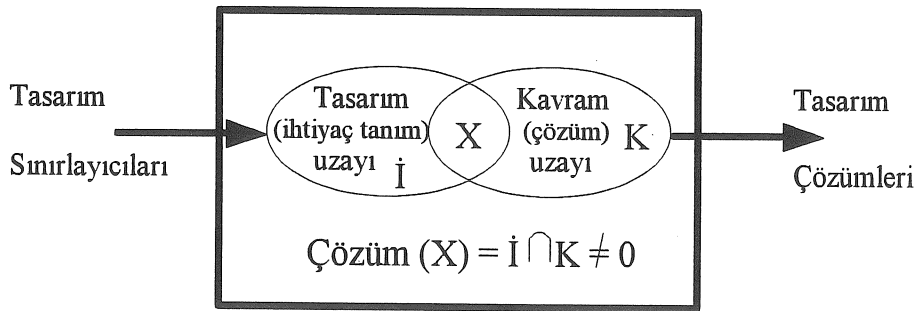 Tasarım
Sınırlayıcıları
Tasarım
(ihtiyaç tanım)
uzayı İ
X
Kavram
(çözüm) K
uzayı
Tasarım
Çözümleri
Çözüm (X) = İ ⋂ K ≠ 0